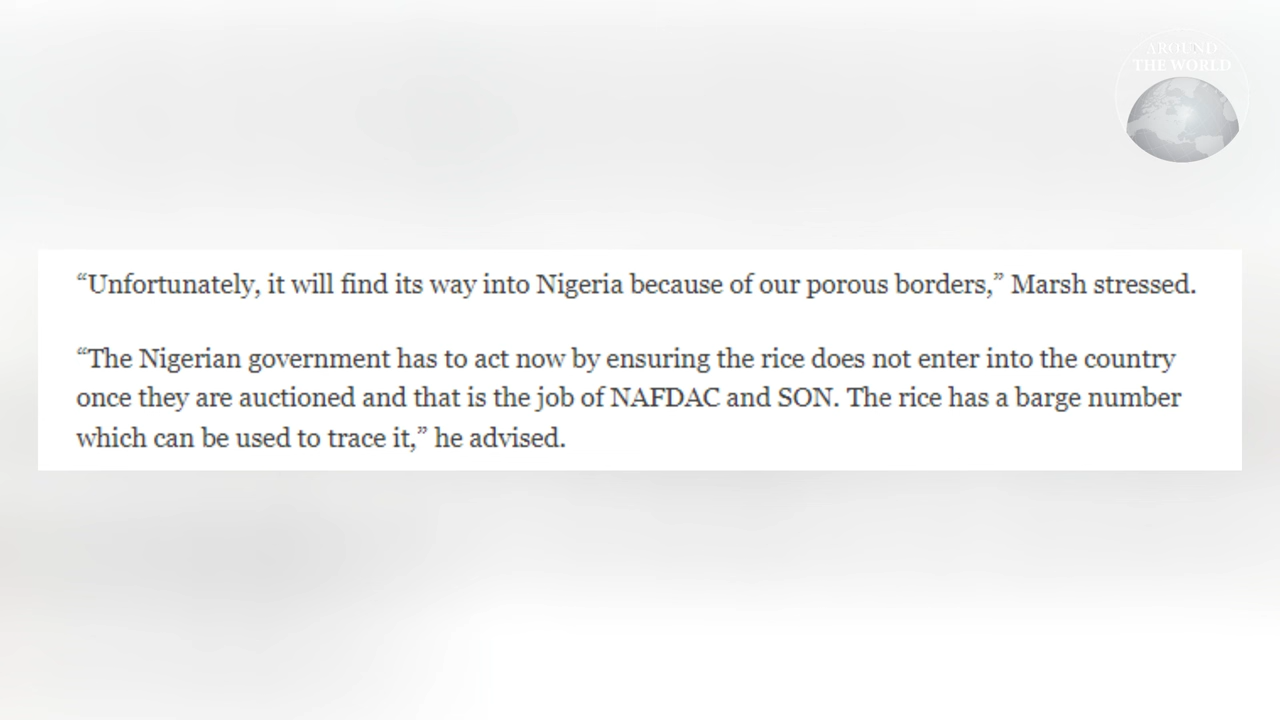 AROUND
THE WORLD
“Unfortunately, it will find its way into Nigeria because of our porous borders,” Marsh stressed.
“The Nigerian government has to act now by ensuring the rice does not enter into the country
once they are auctioned and that is the job of NAFDAC and SON. The rice has a barge number
which can be used to trace it,” he advised.